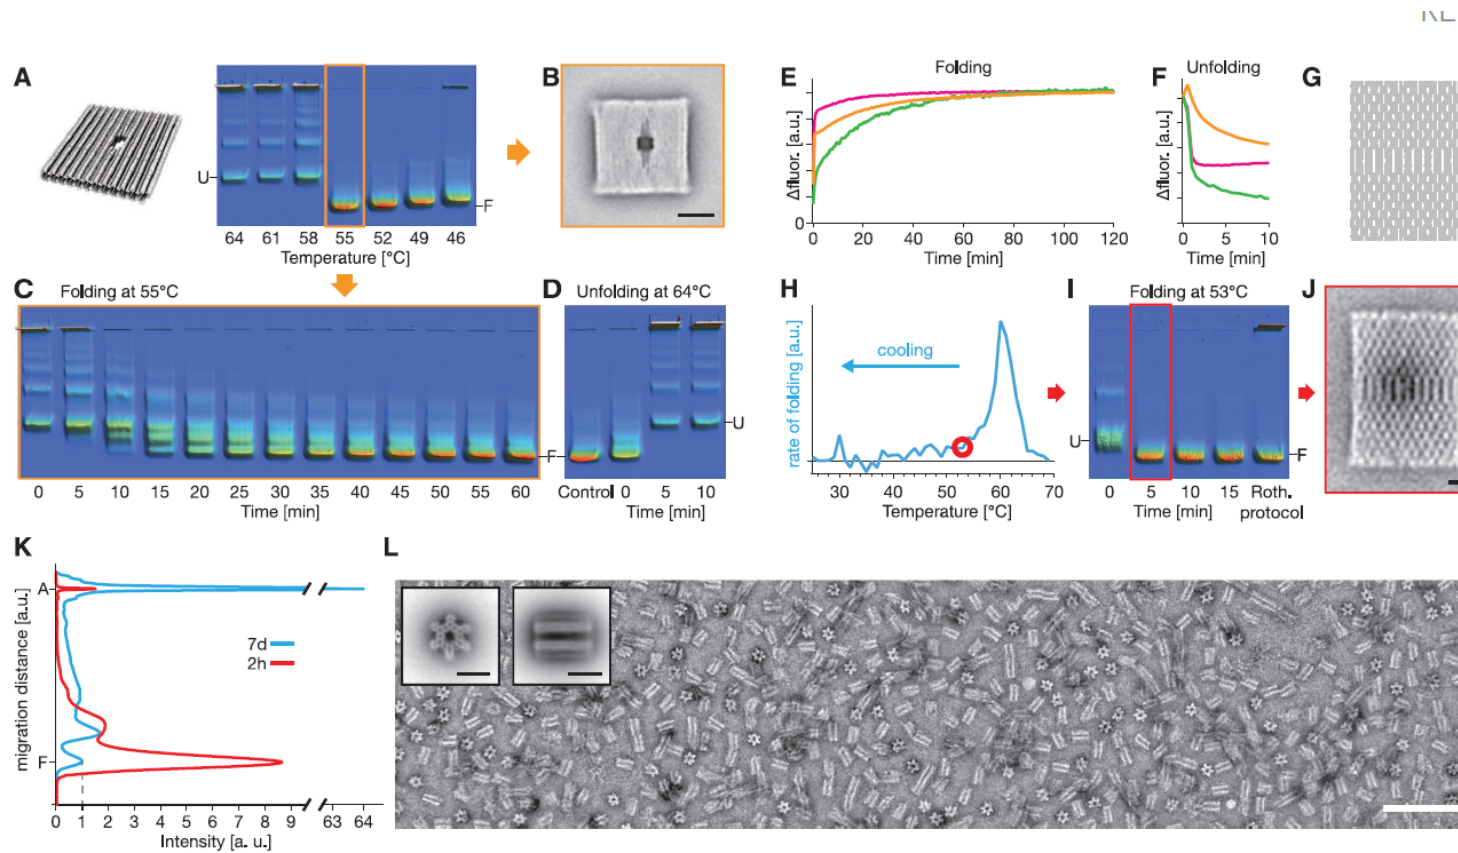 A
B
E
Folding
F
Unfolding
G
U
F
64 61 58 55 52 49 46
Temperature [°C]
Δfluor. [a.u.]
0
0 20 40 60 80 100 120
Time [min]
Δfluor. [a.u.]
0 5 10
Time [min]
C
Folding at 55°C
D
Unfolding at 64°C
H
I
Folding at 53°C
J
U
F
0 5 10 15 20 25 30 35 40 45 50 55 60
Time [min]
Control 0 5 10
Time [min]
rate of folding [a.u.]
cooling
30 40 50 60 70
Temperature [°C]
U
F
0 5 10 15 Roth.
Time [min] protocol
K
L
migration distance [a.u.]
A
F
7d
2h
0 1 2 3 4 5 6 7 8 9 63 64
Intensity [a. u.]